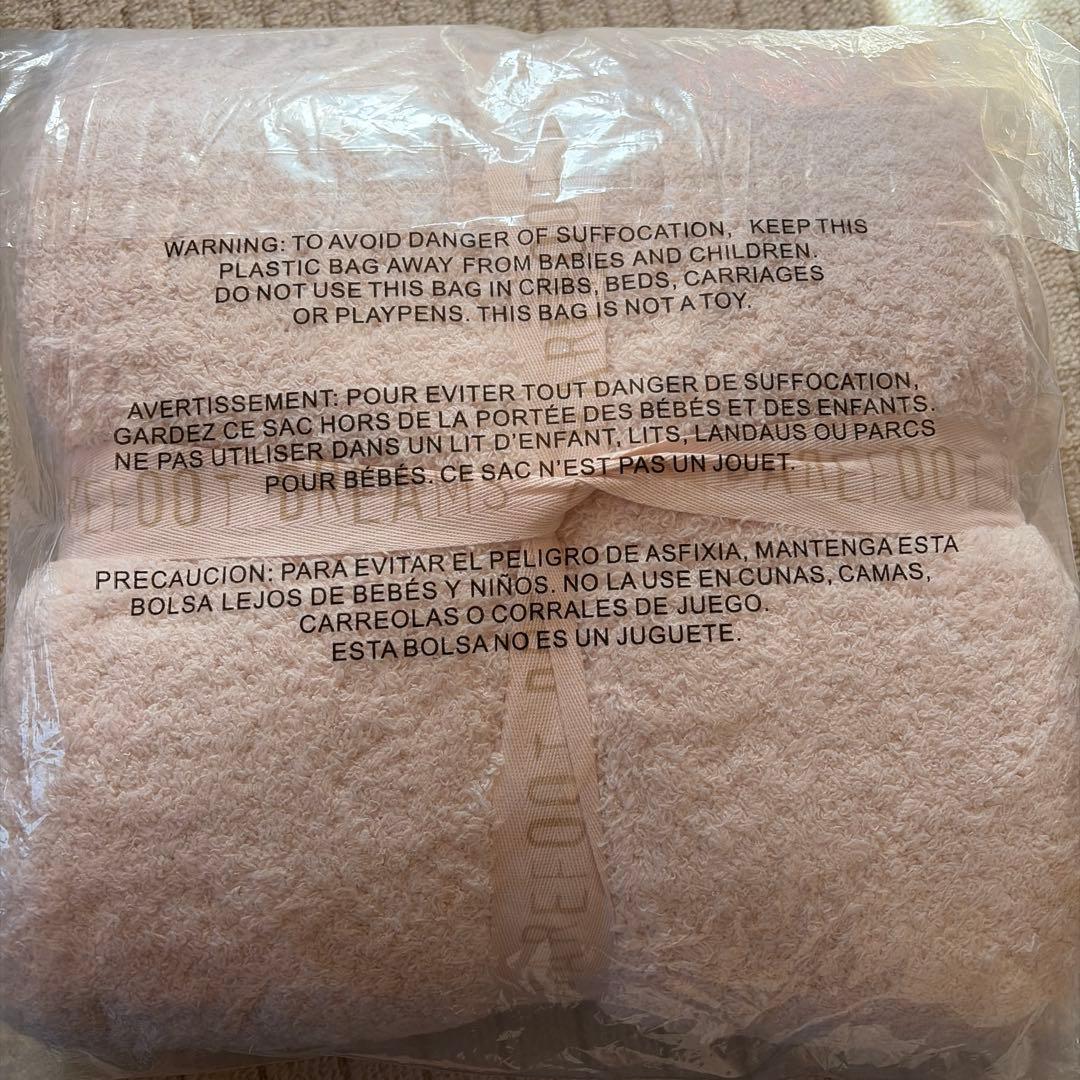 WARNING: TO AVOID DANGER OF SUFFOCATION, KEEP THIS
PLASTIC BAG AWAY FROM BABIES AND CHILDREN.
DO NOT USE THIS BAG IN CRIBS, BEDS, CARRIAGES
OR PLAYPENS. THIS BAG IS NOT A TOY.
AVERTISSEMENT: POUR EVITER TOUT DANGER DE SUFFOCATION,
GARDEZ CE SAC HORS DE LA PORTÉE DES BÉBÉS ET DES ENFANTS.
NE PAS UTILISER DANS UN LIT D'ENFANT, LITS, LANDAUS OU PARCS
POUR BÉBÉS. CE SAC N'EST PAS UN JOUET.
EFOOT DREAMS
AREFOO
PRECAUCION: PARA EVITAR EL PELIGRO DE ASFIXIA, MANTENGA ESTA
BOLSA LEJOS DE BEBÉS Y NIÑOS. NO LA USE EN CUNAS, CAMAS,
CARREOLAS O CORRALES DE JUEGO.
ESTA BOLSA NO ES UN JUGUETE.
REFOOT